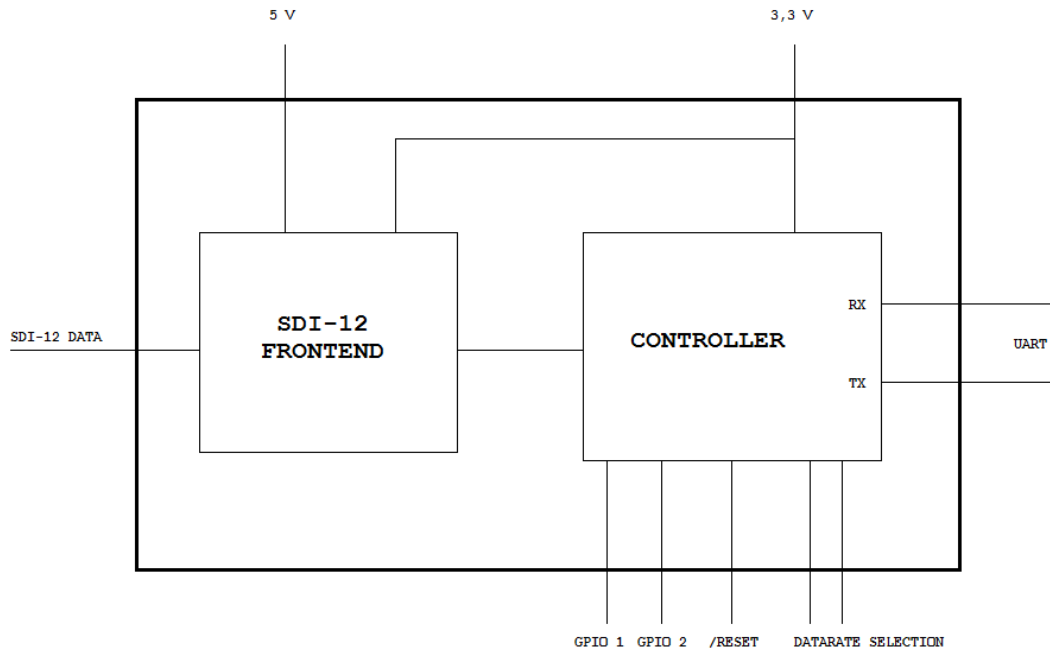 5 V
3,3 V
SDI-12 DATA
SDI-12
FRONTEND
CONTROLLER
RX
TX
UART
GPIO 1
GPIO 2
/RESET
DATARATE SELECTION